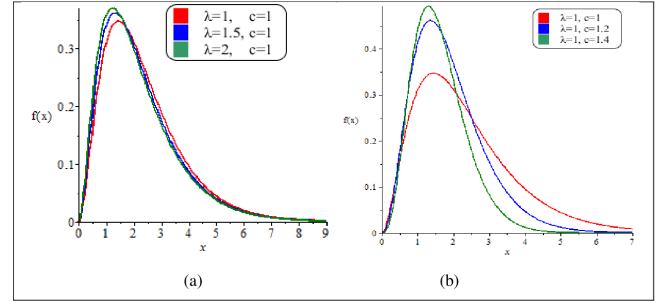 λ=1, c=1
λ=1.5, c=1
λ=2, c=1
0.3
0.2
f(x)
0.1
0
0 1 2 3 4 5 6 7 8 9
x
(a)
λ=1, c=1
λ=1, c=1.2
λ=1, c=1.4
0.4
0.3
f(x)
0.2
0.1
0
0 1 2 3 4 5 6 7
x
(b)